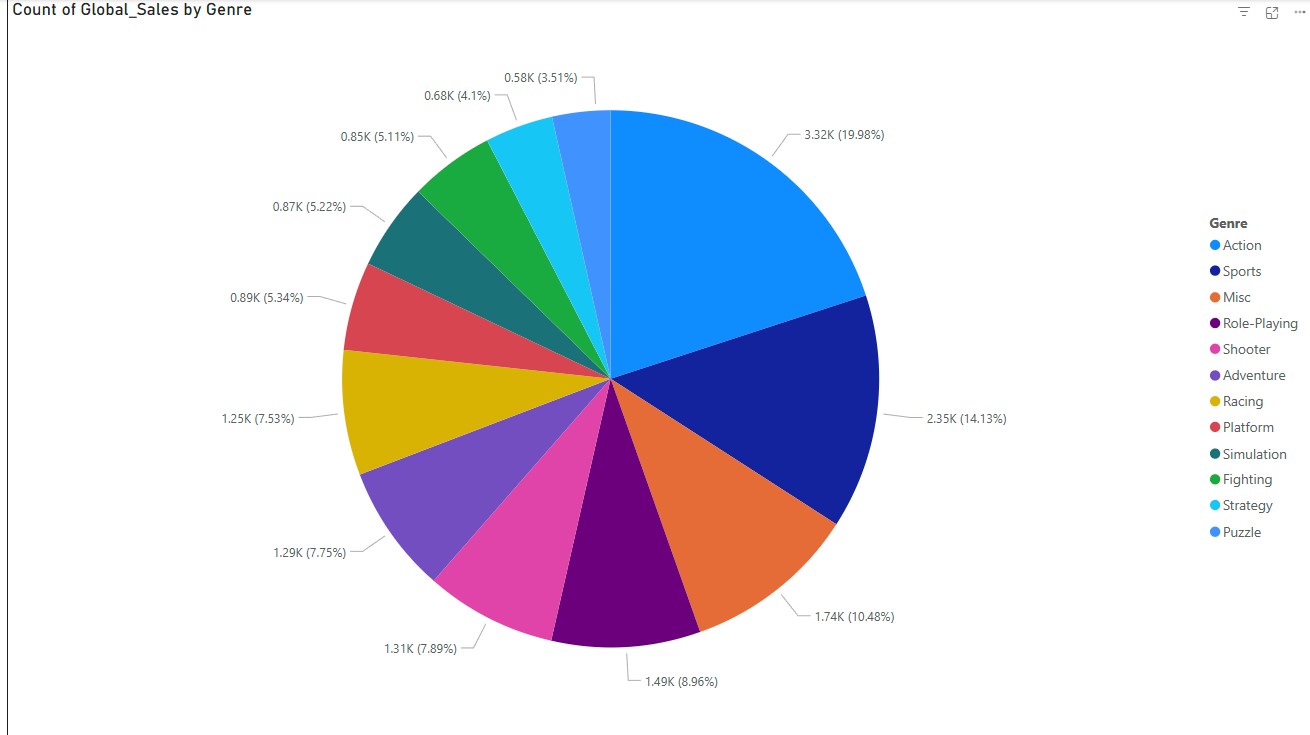 Count of Global_Sales by Genre
0.58K (3.51%)
0.68K (4.1%)
0.85K (5.11%)
0.87K (5.22%)
0.89K (5.34%)
1.25K (7.53%)
1.29K (7.75%)
1.31K (7.89%)
1.49K (8.96%)
1.74K (10.48%)
2.35K (14.13%)
3.32K (19.98%)
Genre
Action
Sports
Misc
Role-Playing
Shooter
Adventure
Racing
Platform
Simulation
Fighting
Strategy
Puzzle